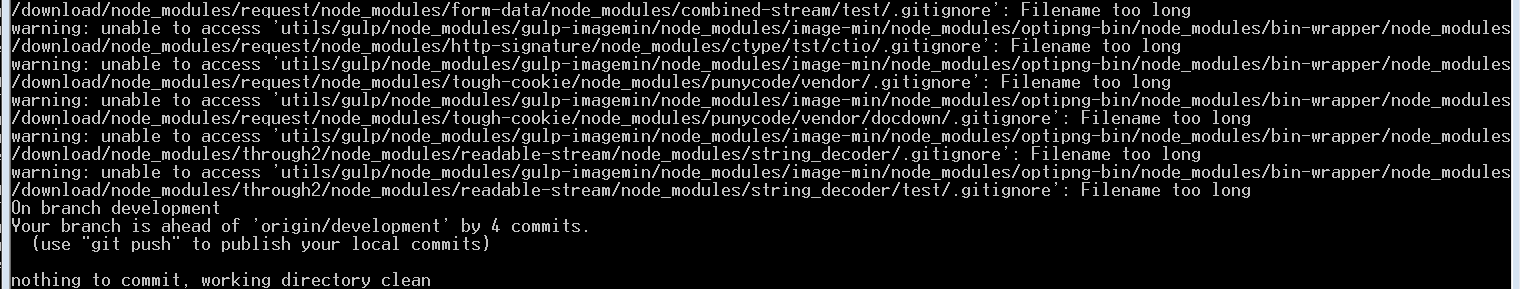 /download/node_modules/request/node_modules/form-data/node_modules/combined-stream/test/.gitignore': Filename too long
warning: unable to access 'utils/gulp/node_modules/gulp-imagemin/node_modules/image-min/node_modules/optipng-bin/node_modules/bin-wrapper/node_modules
/download/node_modules/request/node_modules/http-signature/node_modules/ctype/tst/ctio/.gitignore': Filename too long
warning: unable to access 'utils/gulp/node_modules/gulp-imagemin/node_modules/image-min/node_modules/optipng-bin/node_modules/bin-wrapper/node_modules
/download/node_modules/request/node_modules/tough-cookie/node_modules/punycode/vendor/.gitignore': Filename too long
warning: unable to access 'utils/gulp/node_modules/gulp-imagemin/node_modules/image-min/node_modules/optipng-bin/node_modules/bin-wrapper/node_modules
/download/node_modules/request/node_modules/tough-cookie/node_modules/punycode/vendor/docdown/.gitignore': Filename too long
warning: unable to access 'utils/gulp/node_modules/gulp-imagemin/node_modules/image-min/node_modules/optipng-bin/node_modules/bin-wrapper/node_modules
/download/node_modules/through2/node_modules/readable-stream/node_modules/string_decoder/.gitignore': Filename too long
warning: unable to access 'utils/gulp/node_modules/gulp-imagemin/node_modules/image-min/node_modules/optipng-bin/node_modules/bin-wrapper/node_modules
/download/node_modules/through2/node_modules/readable-stream/node_modules/string_decoder/test/.gitignore': Filename too long
On branch development
Your branch is ahead of 'origin/development' by 4 commits.
  (use "git push" to publish your local commits)

nothing to commit, working directory clean